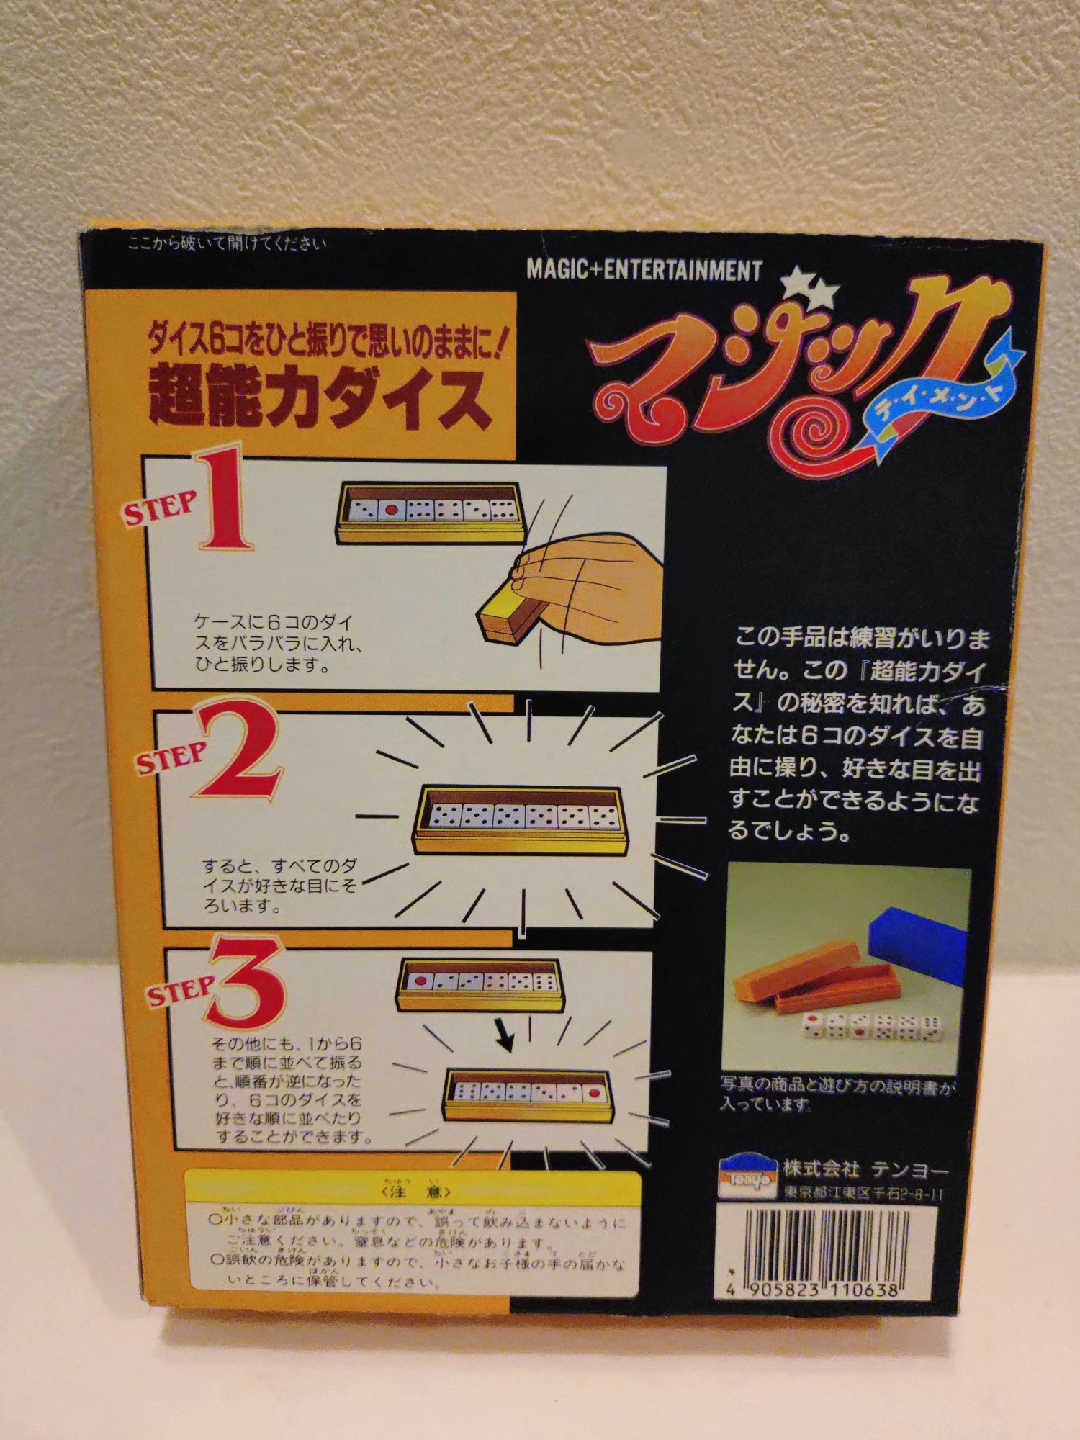 ここから破いて開けてください
MAGIC+ENTERTAINMENT
マジック
テ・イ・メ・ン・ト
ダイス6コをひと振りで思いのままに!
超能力ダイス
STEP 1
ケースに6コのダイ
スをバラバラに入れ、
ひと振りします。
STEP 2
すると、すべてのダ
イスが好きな目にそ
ろいます。
STEP 3
その他にも、1から6
まで順に並べて振る
と、順番が逆になった
り、6コのダイスを
好きな順に並べたり
することができます。
この手品は練習がいりま
せん。この『超能力ダイ
ス』の秘密を知れば、あ
なたは6コのダイスを自
由に操り、好きな目を出
すことができるようにな
るでしょう。
写真の商品と遊び方の説明書が
入っています。
〈注意〉
○小さな部品がありますので、誤って飲み込まないように
ご注意ください。窒息などの危険があります。
○誤飲の危険がありますので、小さなお子様の手の届かな
いところに保管してください。
Tenyo
株式会社 テンヨー
東京都江東区千石2-8-11
4 905823 110638